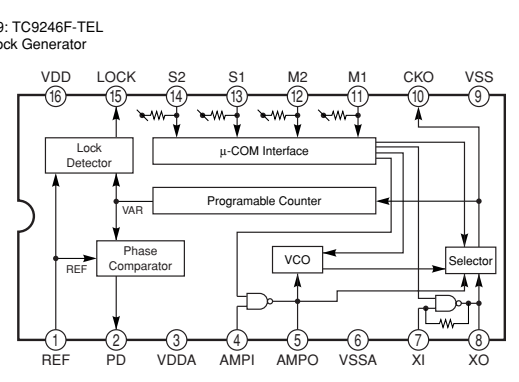 9: TC9246F-TEL
ock Generator
VDD LOCK S2 S1 M2 M1 CKO VSS
16 15 14 13 12 11 10 9
Lock
Detector
μ-COM Interface
VAR
Programable Counter
REF
Phase
Comparator
VCO
Selector
1 2 3 4 5 6 7 8
REF PD VDDA AMPI AMPO VSSA XI XO